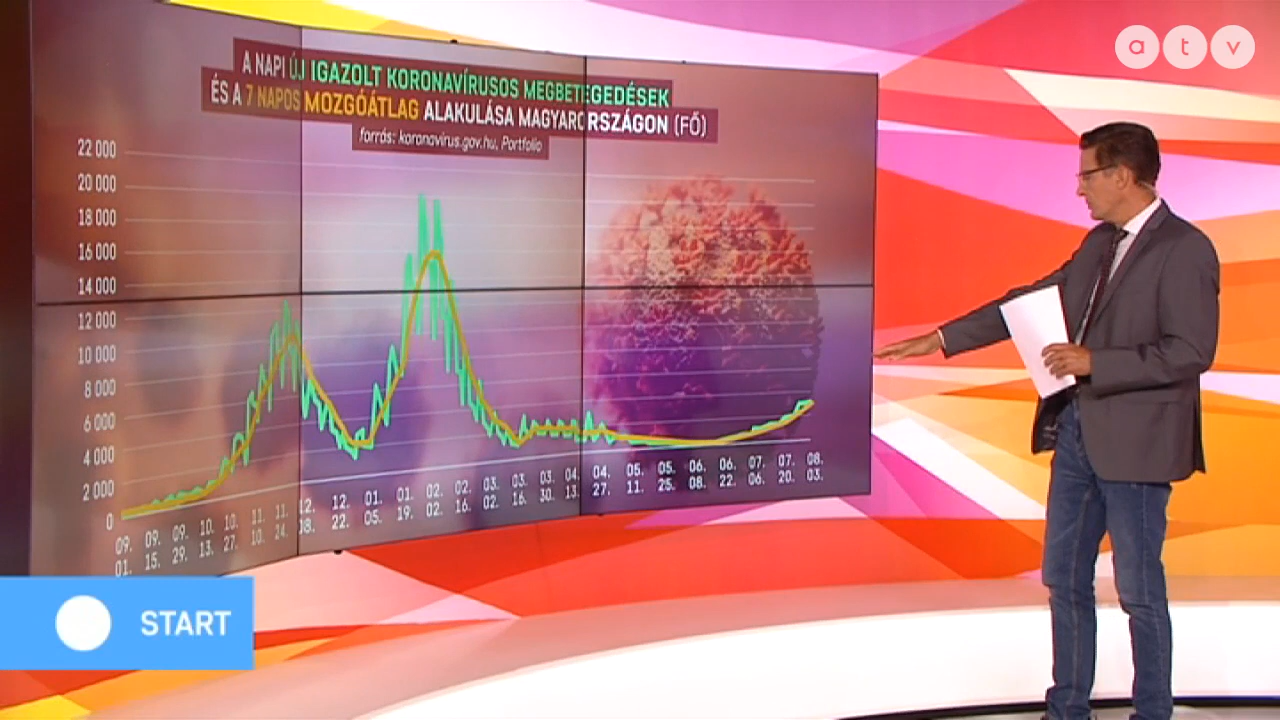 atv
A NAPI ÚJ IGAZOLT KORONAVÍRUSOS MEGBETEGEDÉSEK
ÉS A 7 NAPOS MOZGÓÁTLAG ALAKULÁSA MAGYARORSZÁGON (FŐ)
forrás: koronavirus.gov.hu, Portfolio
22 000
20 000
18 000
16 000
14 000
12 000
10 000
8 000
6 000
4 000
2 000
0
09. 09. 09. 10. 10. 11. 11. 12. 12. 01. 01. 02. 02. 03. 03. 04. 04. 05. 05. 06. 06. 07. 07. 08.
01. 15. 29. 13. 27. 10. 24. 08. 22. 05. 19. 02. 16. 02. 16. 30. 13. 27. 11. 25. 08. 22. 06. 20. 03.
START